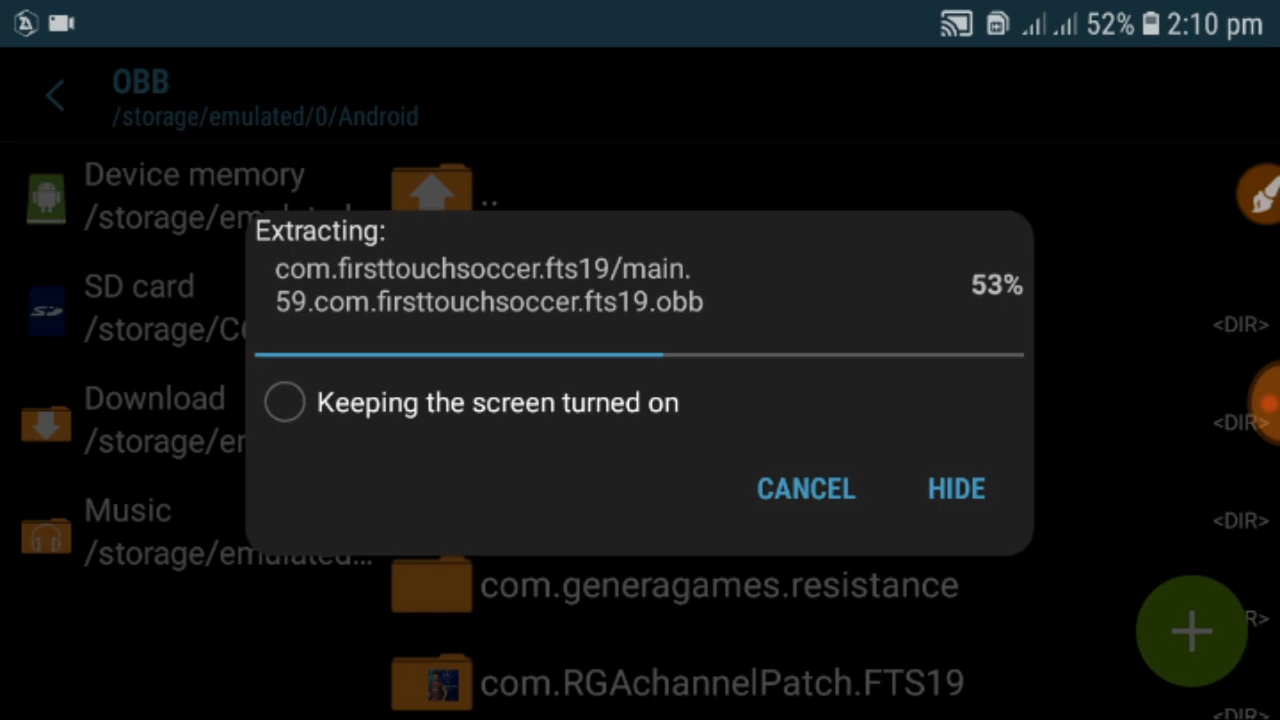 52% 2:10 pm
OBB
/storage/emulated/0/Android
Device memory
/storage/emulated
..
SD card
/storage/C
Download
/storage/e
Music
/storage/emulated...
Extracting:
com.firsttouchsoccer.fts19/main.
59.com.firsttouchsoccer.fts19.obb
53%
Keeping the screen turned on
CANCEL HIDE
<DIR>
<DIR>
<DIR>
com.generagames.resistance
R>
com.RGAchannelPatch.FTS19
<DIR>